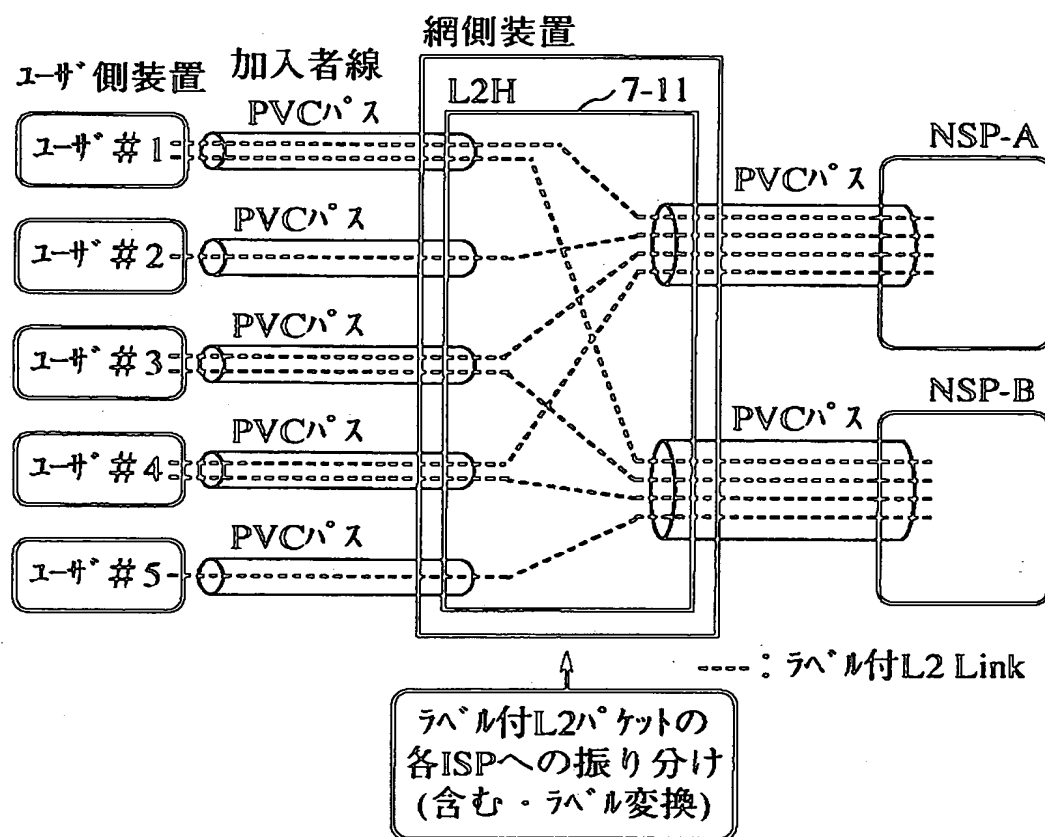 網側装置
ﾕｰｻﾞ側装置
加入者線
L2H
7-11
PVCﾊﾟｽ
ﾕｰｻﾞ#1
NSP-A
PVCﾊﾟｽ
PVCﾊﾟｽ
ﾕｰｻﾞ#2
PVCﾊﾟｽ
ﾕｰｻﾞ#3
NSP-B
PVCﾊﾟｽ
PVCﾊﾟｽ
ﾕｰｻﾞ#4
PVCﾊﾟｽ
ﾕｰｻﾞ#5
:ﾗﾍﾞﾙ付L2 Link
ﾗﾍﾞﾙ付L2ﾊﾟｹｯﾄの
各ISPへの振り分け
(含む・ﾗﾍﾞﾙ変換)